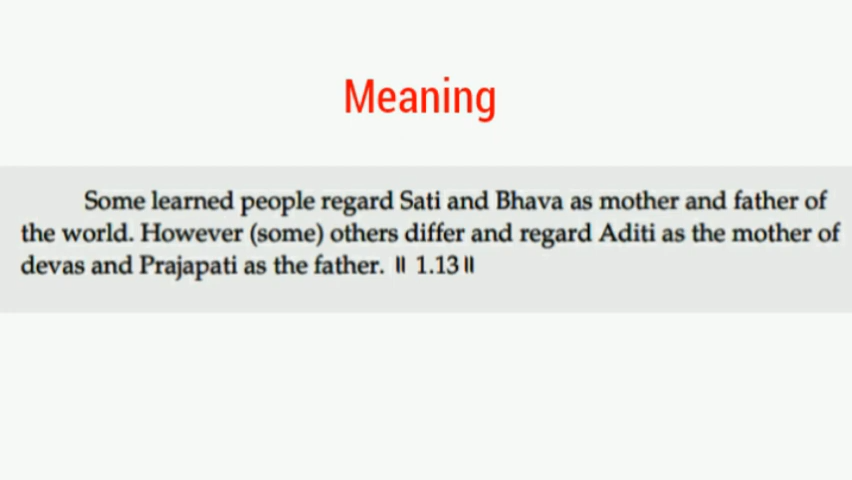 Meaning
Some learned people regard Sati and Bhava as mother and father of
the world. However (some) others differ and regard Aditi as the mother of
devas and Prajapati as the father. ॥ 1.13 ॥